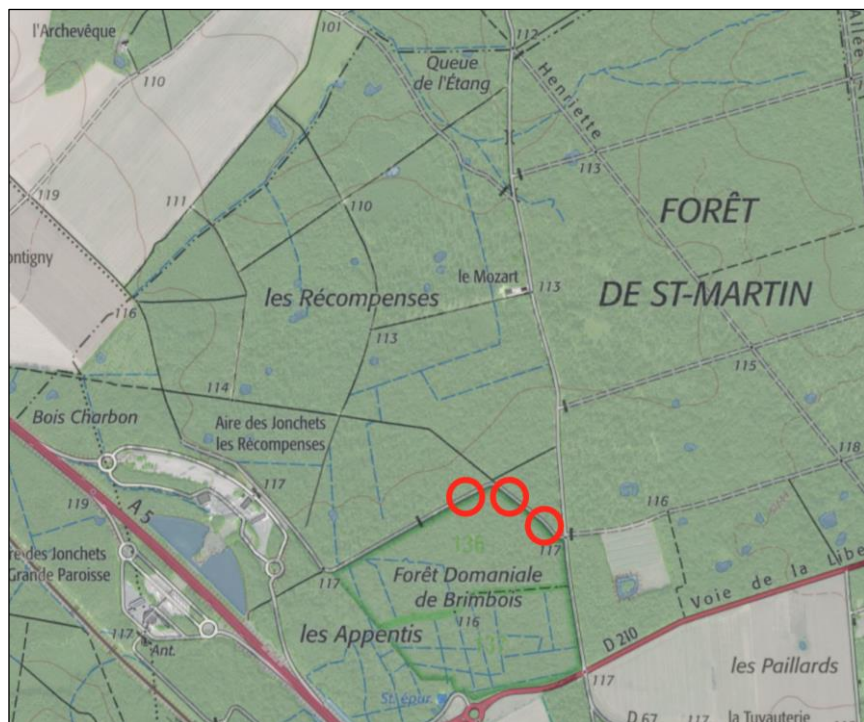 l'Archevêque
101
112
110
Queue
de l'Étang
Henriette
113
119
111
110
FORÊT
ontigny
le Mozart
113
les Récompenses
DE ST-MARTIN
116
113
115
114
Bois Charbon
Aire des Jonchets
les Récompenses
118
117
119
A 5
116
136
117
re des Jonchets
Grande Paroisse
117
Forêt Domaniale
de Brimbois
116
Voie de la Libe
les Appentis
D 210
117
Ant.
les Paillards
117
St. épur
D 67
117
la Tuyauterie